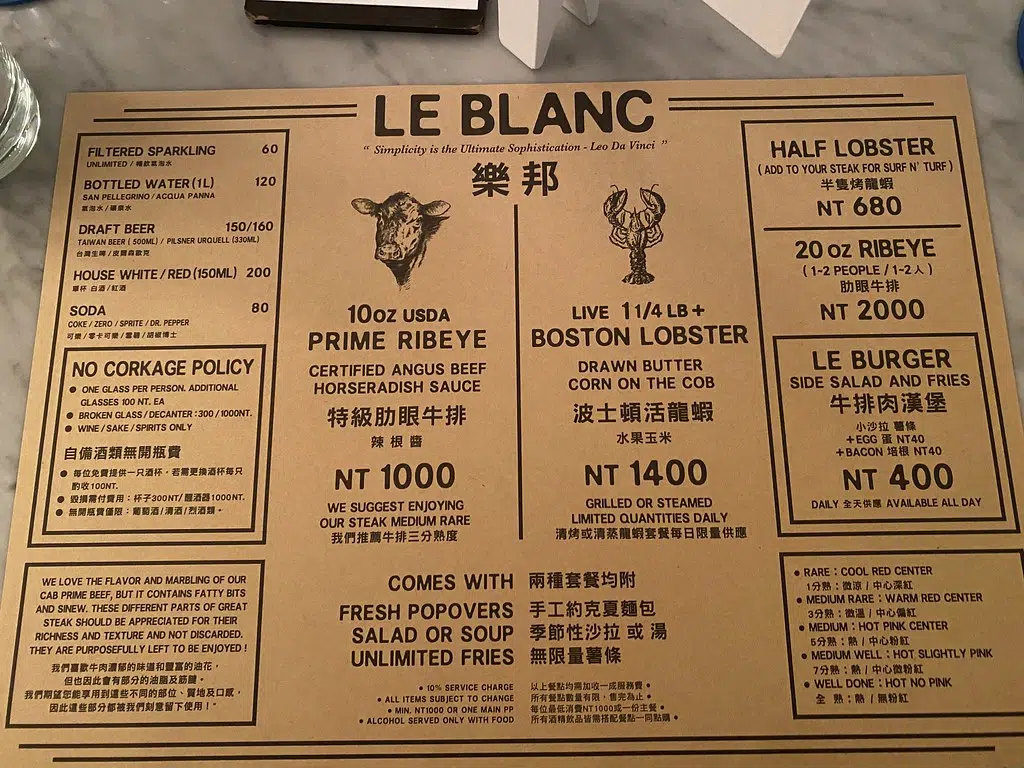 LE BLANC
“ Simplicity is the Ultimate Sophistication - Leo Da Vinci ”
樂邦
FILTERED SPARKLING 60
UNLIMITED / 暢飲氣泡水
BOTTLED WATER (1L) 120
SAN PELLEGRINO / ACQUA PANNA
氣泡水 / 礦泉水
DRAFT BEER 150/160
TAIWAN BEER ( 500ML) / PILSNER URQUELL (330ML)
台灣生啤 / 皮爾森歐克
HOUSE WHITE / RED (150ML) 200
單杯 白酒 / 紅酒
SODA 80
COKE / ZERO / SPRITE / DR. PEPPER
可樂 / 零卡可樂 / 雪碧 / 胡椒博士
NO CORKAGE POLICY
● ONE GLASS PER PERSON. ADDITIONAL
GLASSES 100 NT. EA
● BROKEN GLASS / DECANTER : 300 / 1000NT.
● WINE / SAKE / SPIRITS ONLY
自備酒類無開瓶費
● 每位免費提供一只酒杯，若需更換酒杯每只
酌收100NT.
● 毀損需付費用：杯子300NT/ 醒酒器1000NT.
● 無開瓶費僅限：葡萄酒 / 清酒 / 烈酒類。
WE LOVE THE FLAVOR AND MARBLING OF OUR
CAB PRIME BEEF, BUT IT CONTAINS FATTY BITS
AND SINEW. THESE DIFFERENT PARTS OF GREAT
STEAK SHOULD BE APPRECIATED FOR THEIR
RICHNESS AND TEXTURE AND NOT DISCARDED.
THEY ARE PURPOSEFULLY LEFT TO BE ENJOYED !
我們喜歡牛肉濃郁的味道和豐富的油花，
但也因此會有部分的油脂及筋膜。
我們期望您能享用到這些不同的部位、質地及口感，
因此這些部分都被我們刻意留下使用！"
10oz USDA
PRIME RIBEYE
CERTIFIED ANGUS BEEF
HORSERADISH SAUCE
特級肋眼牛排
辣根醬
NT 1000
WE SUGGEST ENJOYING
OUR STEAK MEDIUM RARE
我們推薦牛排三分熟度
LIVE 1 1/4 LB +
BOSTON LOBSTER
DRAWN BUTTER
CORN ON THE COB
波士頓活龍蝦
水果玉米
NT 1400
GRILLED OR STEAMED
LIMITED QUANTITIES DAILY
清烤或清蒸龍蝦套餐每日限量供應
COMES WITH 兩種套餐均附
FRESH POPOVERS 手工約克夏麵包
SALAD OR SOUP 季節性沙拉 或 湯
UNLIMITED FRIES 無限量薯條
● 10% SERVICE CHARGE 以上餐點均需加收一成服務費 ●
● ALL ITEMS SUBJECT TO CHANGE 所有餐點數量有限，售完為止 ●
● MIN. NT1000 OR ONE MAIN PP 每位最低消費NT1000或一份主餐 ●
● ALCOHOL SERVED ONLY WITH FOOD 所有酒精飲品皆需搭配餐點一同點購 ●
HALF LOBSTER
( ADD TO YOUR STEAK FOR SURF N' TURF )
半隻烤龍蝦
NT 680
20 oz RIBEYE
( 1-2 PEOPLE / 1-2 人 )
肋眼牛排
NT 2000
LE BURGER
SIDE SALAD AND FRIES
牛排肉漢堡
小沙拉 薯條
+EGG 蛋 NT40
+BACON 培根 NT40
NT 400
DAILY 全天供應 AVAILABLE ALL DAY
● RARE : COOL RED CENTER
1分熟 : 微涼 / 中心深紅
● MEDIUM RARE : WARM RED CENTER
3分熟 : 微溫 / 中心偏紅
● MEDIUM : HOT PINK CENTER
5分熟 : 熱 / 中心粉紅
● MEDIUM WELL : HOT SLIGHTLY PINK
7分熟 : 熱 / 中心微粉紅
● WELL DONE : HOT NO PINK
全 熟 : 熱 / 無粉紅